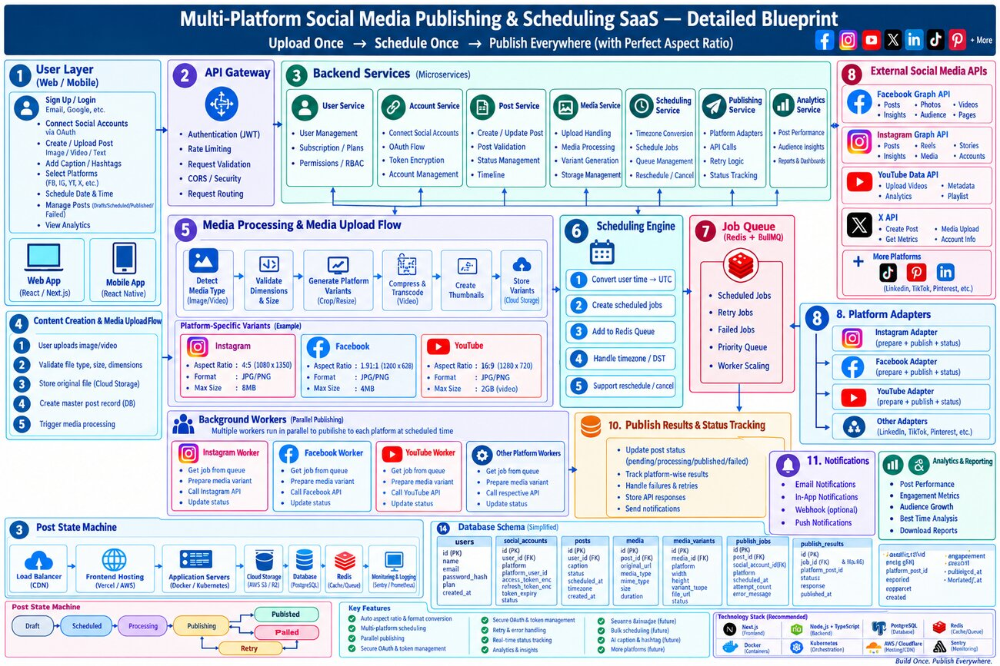 Multi-Platform Social Media Publishing & Scheduling SaaS — Detailed Blueprint
Upload Once → Schedule Once → Publish Everywhere (with Perfect Aspect Ratio)
+ More
1 User Layer
(Web / Mobile)
Sign Up / Login
Email, Google, etc.
• Connect Social Accounts
via OAuth
• Create / Upload Post
Image / Video / Text
• Add Caption / Hashtags
• Select Platforms
(FB, IG, YT, X, etc.)
• Schedule Date & Time
• Manage Posts (Drafts/Scheduled/Published/
Failed)
• View Analytics
Web App
(React / Next.js)
Mobile App
(React Native)
2 API Gateway
• Authentication (JWT)
• Rate Limiting
• Request Validation
• CORS / Security
• Request Routing
3 Backend Services (Microservices)
User Service
• User Management
• Subscription / Plans
• Permissions / RBAC
Account Service
• Connect Social Accounts
• OAuth Flow
• Token Encryption
• Account Management
Post Service
• Create / Update Post
• Post Validation
• Status Management
• Timeline
Media Service
• Upload Handling
• Media Processing
• Variant Generation
• Storage Management
Scheduling
Service
• Timezone Conversion
• Schedule Jobs
• Queue Management
• Reschedule / Cancel
Publishing
Service
• Platform Adapters
• API Calls
• Retry Logic
• Status Tracking
Analytics
Service
• Post Performance
• Audience Insights
• Reports & Dashboards
8 External Social Media APIs
Facebook Graph API
• Posts • Photos • Videos
• Insights • Audience • Pages
Instagram Graph API
• Posts • Reels • Stories
• Insights • Media • Accounts
YouTube Data API
• Upload Videos • Metadata
• Analytics • Playlist
X API
• Create Post • Media Upload
• Get Metrics • Account Info
+ More Platforms
(LinkedIn, TikTok, Pinterest, etc.)
4 Content Creation & Media UploadFlow
1 User uploads image/video
2 Validate file type, size, dimensions
3 Store original file (Cloud Storage)
4 Create master post record (DB)
5 Trigger media processing
5 Media Processing & Media Upload Flow
Detect
Media Type
(Image/Video)
Validate
Dimensions
& Size
Generate Platform
Variants
(Crop/Resize)
Compress &
Transcode
(Video)
Create
Thumbnails
Store
Variants
(Cloud Storage)
Platform-Specific Variants (Example)
Instagram
• Aspect Ratio : 4:5 (1080 x 1350)
• Format : JPG/PNG
• Max Size : 8MB
Facebook
• Aspect Ratio : 1.91:1 (1200 x 628)
• Format : JPG/PNG
• Max Size : 4MB
YouTube
• Aspect Ratio : 16:9 (1280 x 720)
• Format : JPG/PNG
• Max Size : 2GB (video)
6 Scheduling Engine
1 Convert user time → UTC
2 Create scheduled jobs
3 Add to Redis Queue
4 Handle timezone / DST
5 Support reschedule / cancel
7 Job Queue
(Redis + BullMQ)
• Scheduled Jobs
• Retry Jobs
• Failed Jobs
• Priority Queue
• Worker Scaling
8 8. Platform Adapters
Instagram Adapter
(prepare + publish + status)
Facebook Adapter
(prepare + publish + status)
YouTube Adapter
(prepare + publish + status)
Other Adapters
(LinkedIn, TikTok, Pinterest, etc.)
Background Workers (Parallel Publishing)
Multiple workers run in parallel to publishe to each platform at scheduled time
Instagram Worker
• Get job from queue
• Prepare media variant
• Call Instagram API
• Update status
Facebook Worker
• Get job from queue
• Prepare media variant
• Call Facebook API
• Update status
YouTube Worker
• Get job from queue
• Prepare media variant
• Call YouTube API
• Update status
Other Platform Workers
• Get job from queue
• Prepare media variant
• Call respective API
• Update status
10. Publish Results & Status Tracking
• Update post status
(pending/processing/published/failed)
• Track platform-wise results
• Handle failures & retries
• Store API responses
• Send notifications
11. Notifications
• Email Notifications
• In-App Notifications
• Webhook (optional)
• Push Notifications
& Analytics & Reporting
• Post Performance
• Engagement Metrics
• Audience Growth
• Best Time Analysis
• Download Reports
3 Post State Machine
Load Balancer
(CDN)
Frontend Hosting
(Vercel / AWS)
Application Servers
(Docker / Kubernetes)
Cloud Storage
(AWS S3 / R2)
Database
(PostgreSQL)
Redis
(Cache/Queue)
Monitoring & Logging
(Sentry / Prometheus)
14 Database Schema (Simplified)
users
id (PK)
name
email
password_hash
plan
created_at
social_accounts
id (PK)
user_id (FK)
platform
platform_user_id
access_token_enc
refresh_token_enc
token_expiry
status
posts
id (PK)
user_id (FK)
caption
status
scheduled_at
timezone
created_at
media
id (PK)
post_id (FK)
original_url
media_type
mime_type
size
duration
media_variants
id (PK)
media_id (FK)
platform
width
height
file_url
status
publish_jobs
id (PK)
post_id (FK)
social_account_id(FK)
platform
scheduled_at
attempt_count
error_message
publish_results
id (PK)
job_id (FK)
platform_post_id
response
published_at
platform_post_id
created
Post State Machine
Draft
Scheduled
Processing
Publishing
Pubisted
Failed
Retry
Key Features
Auto aspect ratio & format conversion
Multi-platform scheduling
Parallel publishing
Secure OAuth & token management
Secure OAuth & token management
Retry & error handling
Real-time status tracking
Analytics & insights
(future)
Bulk scheduling (future)
AI caption & hashtag (future)
More platforms (future)
Technology Stack (Recommended)
Next.js
(Frontend)
Node.js + TypeScript
(Backend)
PostgreSQL
(Database)
Redis
(Cache/Queue)
Docker
(Containers)
Kubernetes
(Orchestration)
AWS / Cloudflare
(Hosting/CDN)
Sentry
Build Once. Publish Everywhere.